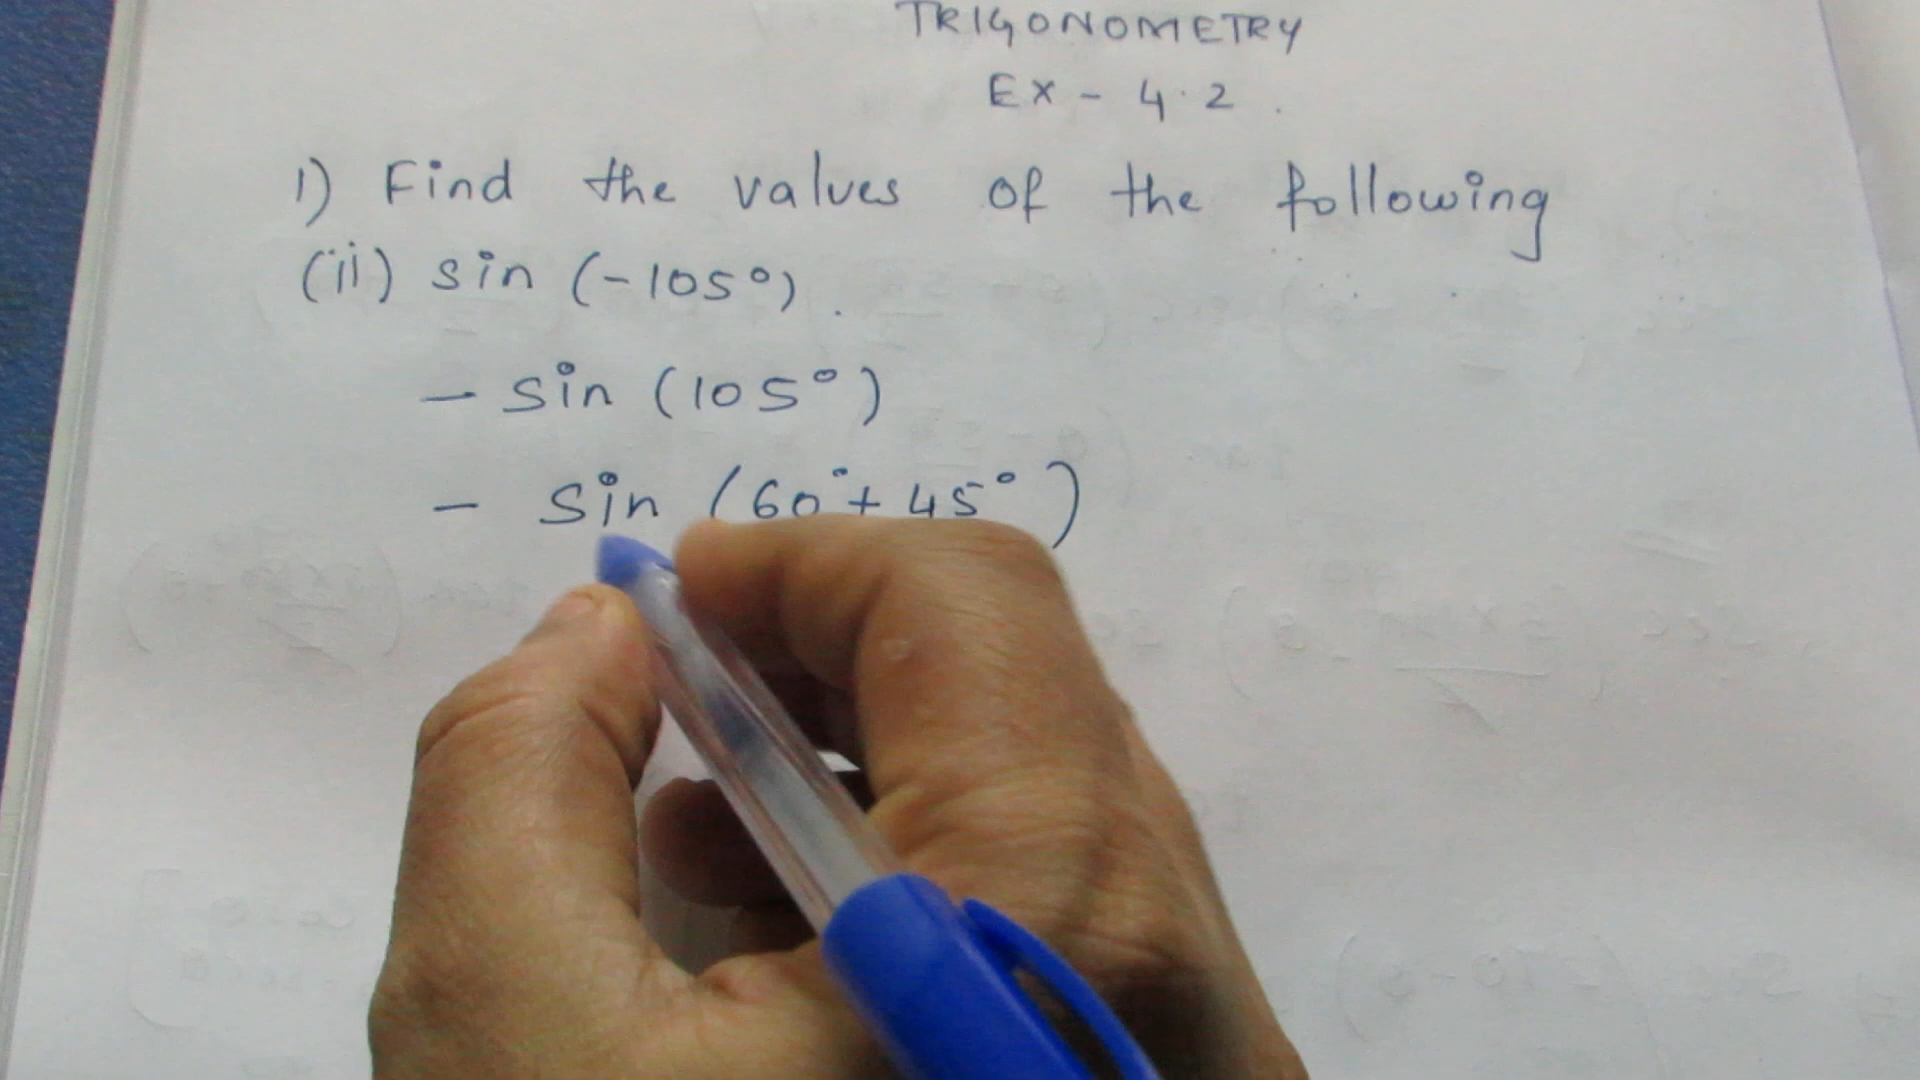 TRIGONOMETRY
EX - 4.2.
1) Find the values of the following
(ii) sin (-105°).
- sin (105°)
- sin (60° + 45°)